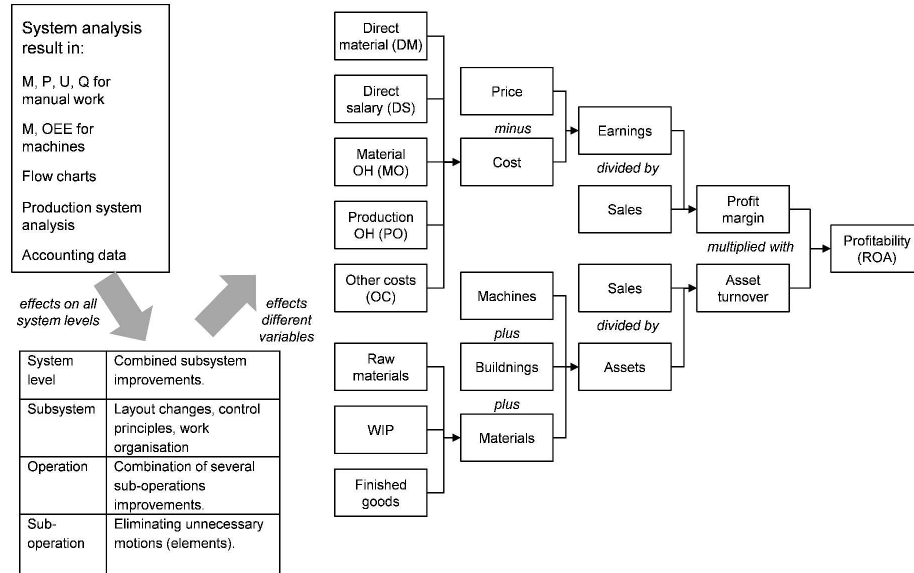 System analysis
result in:
M, P, U, Q for
manual work
M, OEE for
machines
Flow charts
Production system
analysis
Accounting data
effects on all
system levels
effects
different
variables
System
level
Combined subsystem
improvements.
Subsystem
Layout changes, control
principles, work
organisation
Operation
Combination of several
sub-operations
improvements.
Sub-
operation
Eliminating unnecessary
motions (elements).
Direct
material (DM)
Direct
salary (DS)
Material
OH (MO)
Production
OH (PO)
Other costs
(OC)
Raw
materials
WIP
Finished
goods
Price
minus
Cost
Machines
plus
Buildnings
plus
Materials
Earnings
divided by
Sales
Sales
divided by
Assets
Profit
margin
multiplied with
Asset
turnover
Profitability
(ROA)